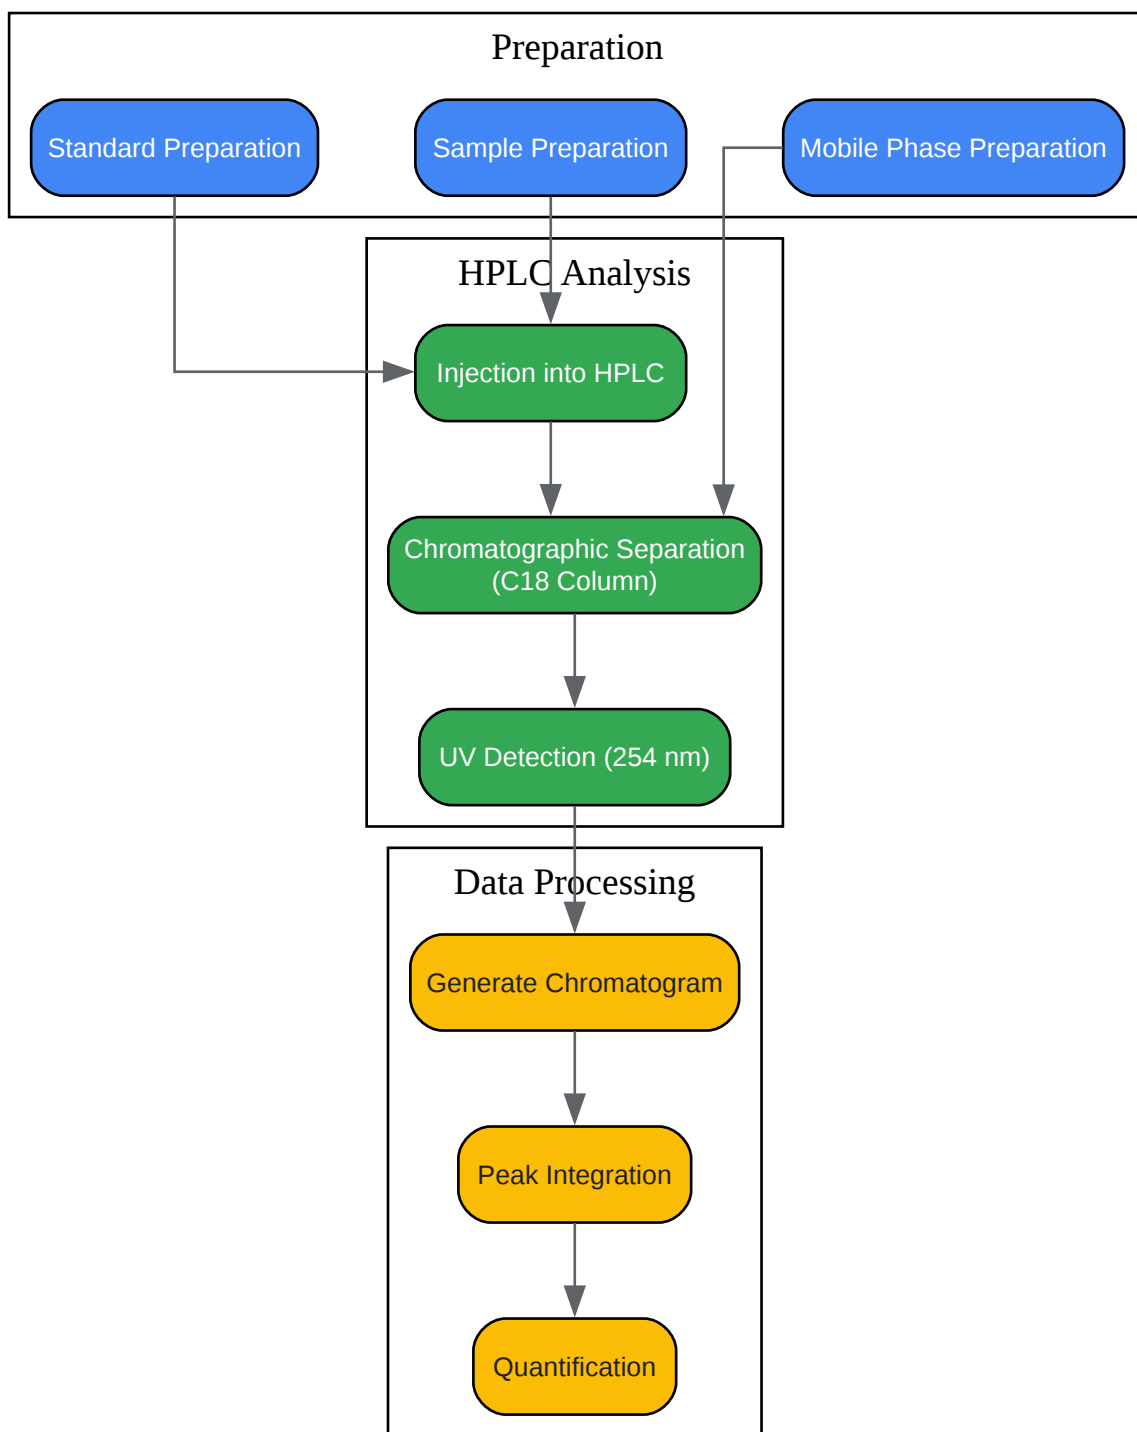 Preparation
Standard Preparation
Sample Preparation
Mobile Phase Preparation
HPLC Analysis
Injection into HPLC
Chromatographic Separation
(C18 Column)
UV Detection (254 nm)
Data Processing
Generate Chromatogram
Peak Integration
Quantification